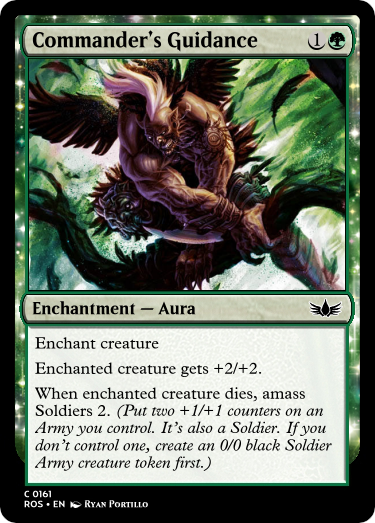 Commander's Guidance 1
Enchantment — Aura
Enchant creature
Enchanted creature gets +2/+2.
When enchanted creature dies, amass
Soldiers 2. (Put two +1/+1 counters on an
Army you control. It's also a Soldier. If you
don't control one, create an 0/0 black Soldier
Army creature token first.)
C 0161
ROS • EN Ryan Portillo